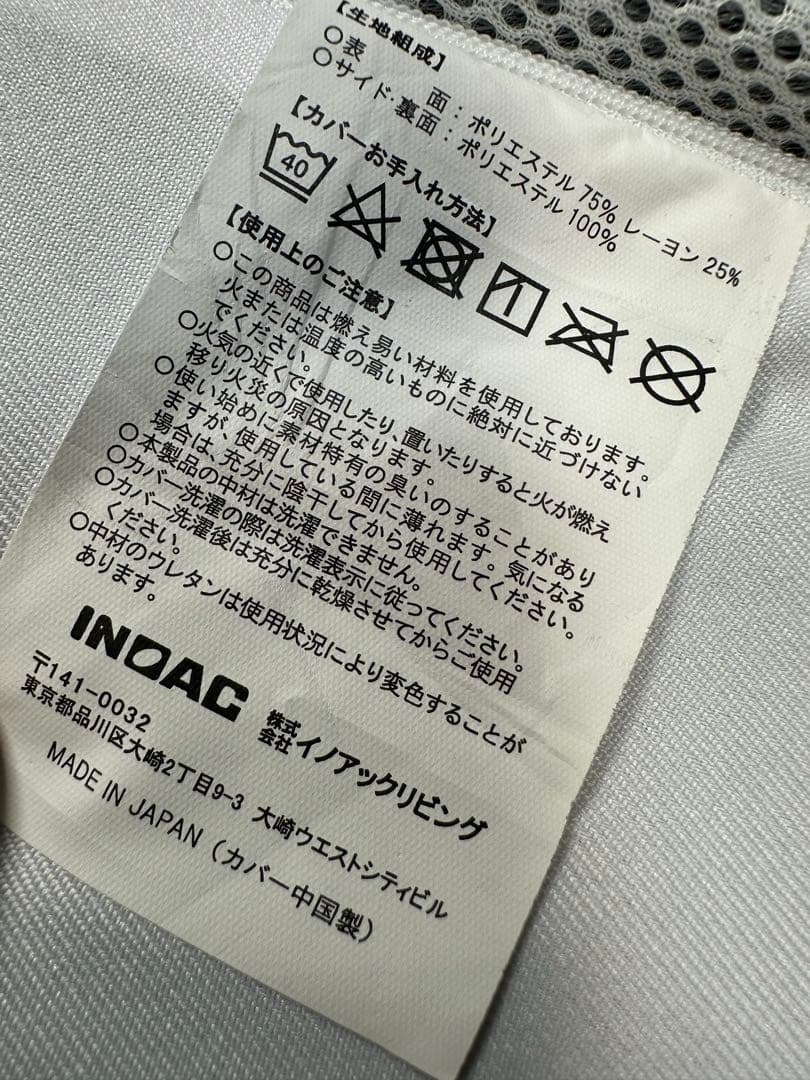 【生地組成】
○表　　面：ポリエステル 75% レーヨン 25%
○サイド・裏面：ポリエステル 100%
【カバーお手入れ方法】
40
【使用上のご注意】
○この商品は燃え易い材料を使用しております。
火または温度の高いものに絶対に近づけない
でください。
○火気の近くで使用したり、置いたりすると火が燃え
移り火災の原因となります。
○使い始めに素材特有の臭いのすることがあり
ますが、使用している間に薄れます。気になる
場合は、充分に陰干してから使用してください。
○本製品の中材は洗濯できません。
○カバー洗濯の際は洗濯表示に従ってください。
○カバー洗濯後は充分に乾燥させてからご使用
ください。
○中材のウレタンは使用状況により変色することが
あります。
INOAC 株式会社イノアックリビング
〒141-0032
東京都品川区大崎2丁目9-3 大崎ウエストシティビル
MADE IN JAPAN（カバー中国製）